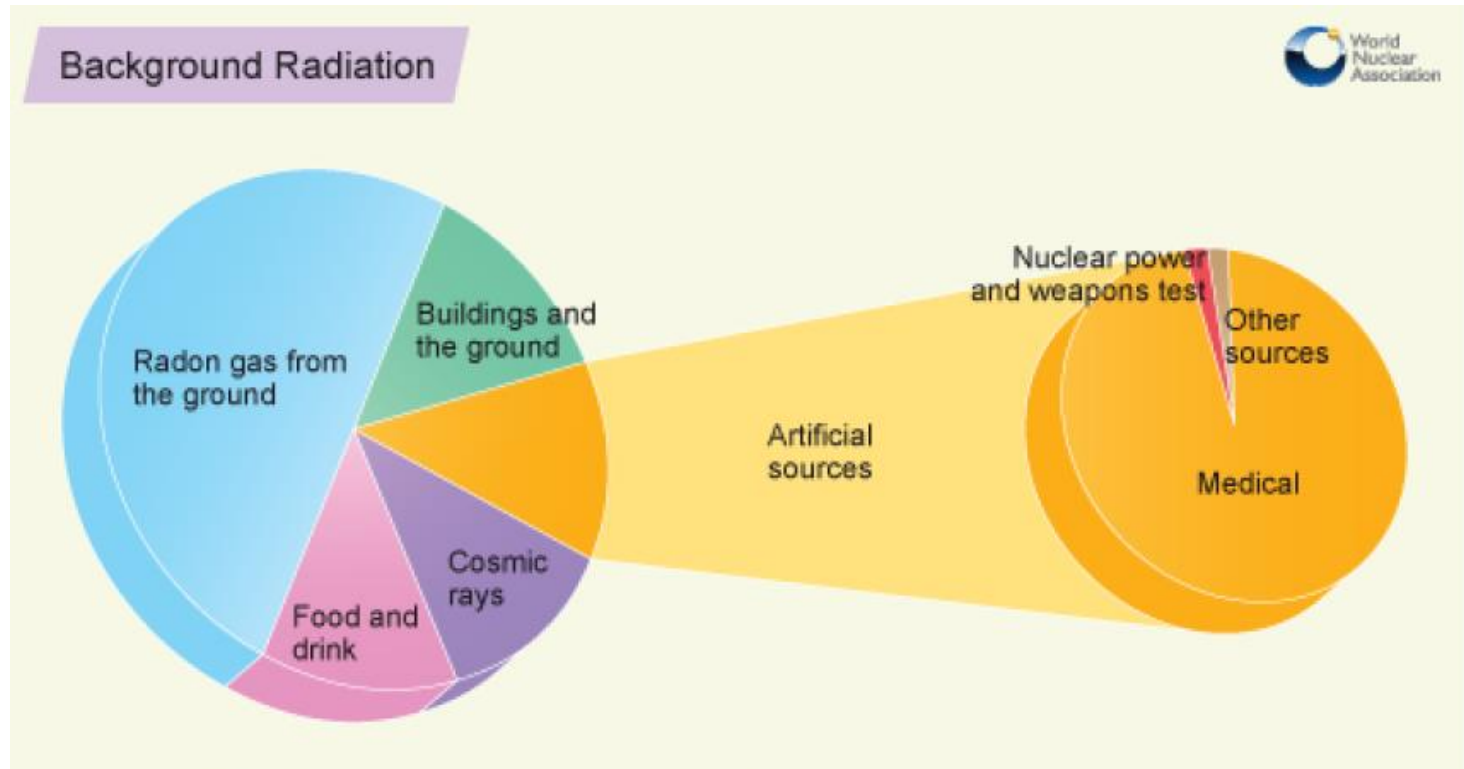 Background Radiation
World
Nuclear
Association
Radon gas from
the ground
Buildings and
the ground
Food and
drink
Cosmic
rays
Artificial
sources
Nuclear power
and weapons test
Other
sources
Medical